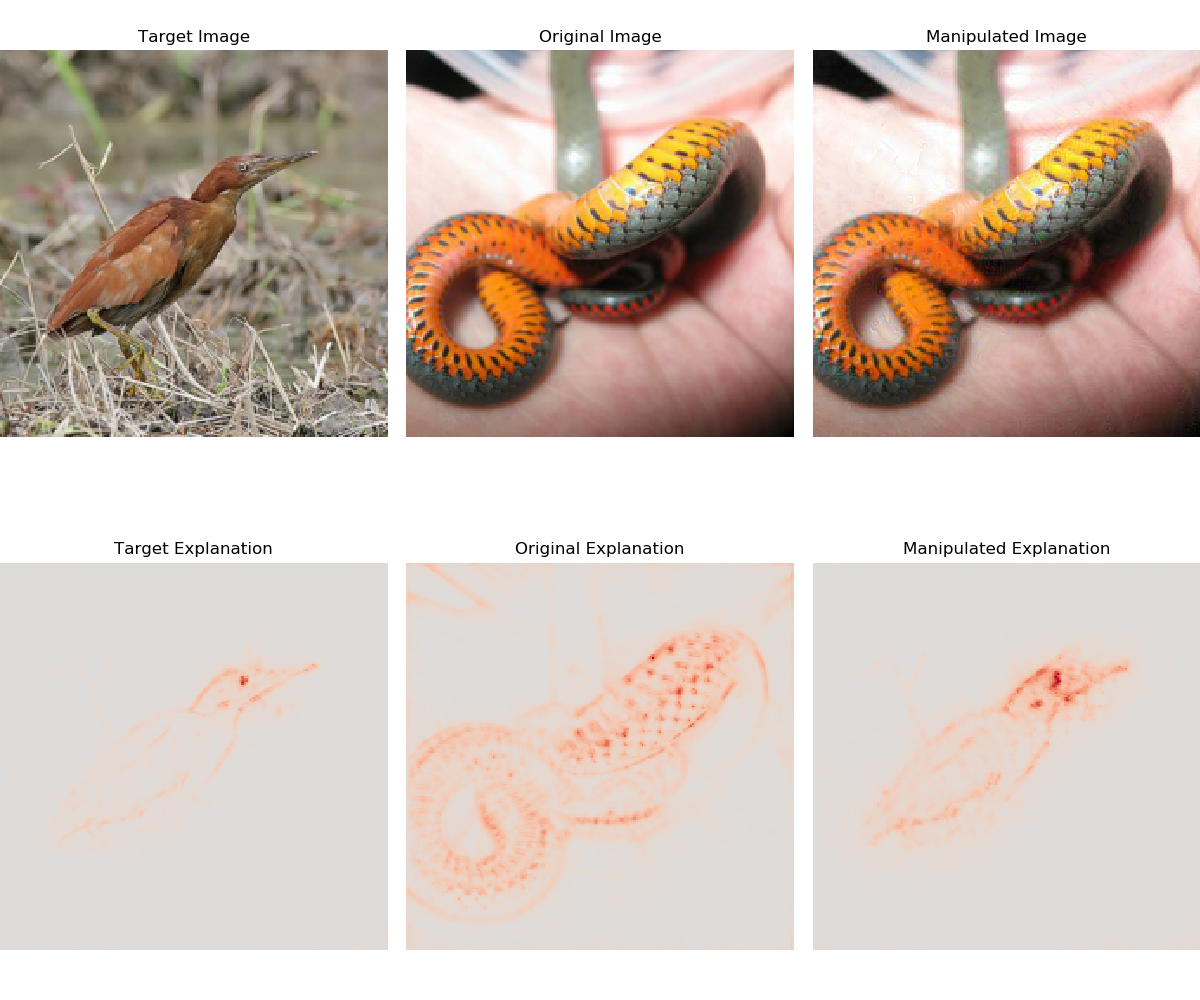 Target Image
Original Image
Manipulated Image
Target Explanation
Original Explanation
Manipulated Explanation